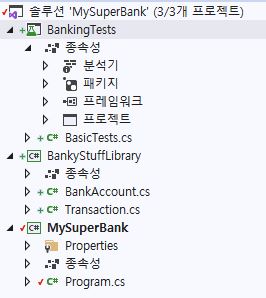 솔루션 'MySuperBank' (3/3개 프로젝트)
BankingTests
종속성
분석기
패키지
프레임워크
프로젝트
C# BasicTests.cs
C# BankyStuffLibrary
종속성
C# BankAccount.cs
C# Transaction.cs
C# MySuperBank
Properties
종속성
C# Program.cs